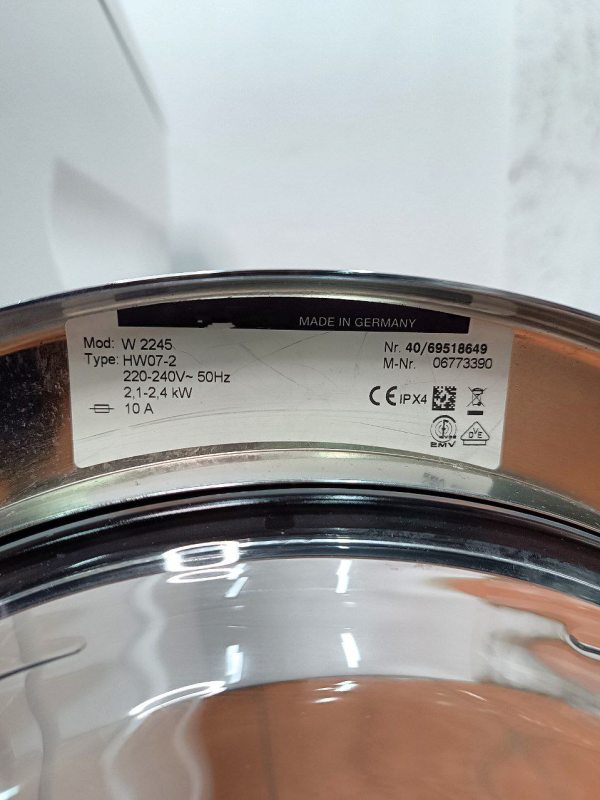 MADE IN GERMANY
Mod: W 2245 Nr. 40/69518649
Type: HW07-2 M-Nr. 06773390
220-240V~ 50Hz
2,1-2,4 kW CE IPX4
10 A
EMV